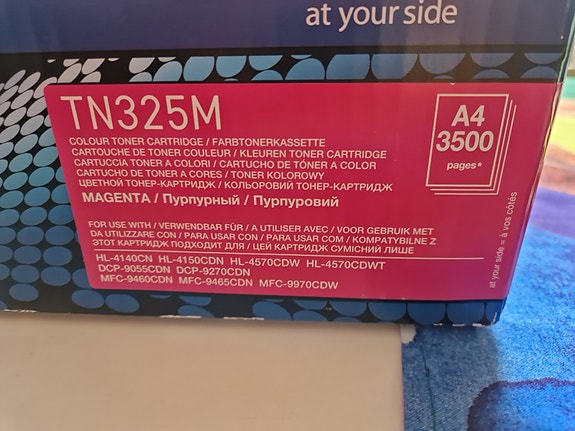 at your side
TN325M
COLOUR TONER CARTRIDGE / FARBTONERKASSETTE
CARTOUCHE DE TONER COULEUR / KLEUREN TONER CARTRIDGE
CARTUCCIA TONER A COLORI / CARTUCHO DE TÓNER A COLOR
CARTUCHO DE TONER A CORES / TONER KOLOROWY
ЦВЕТНОЙ ТОНЕР-КАРТРИДЖ / КОЛЬОРОВИЙ ТОНЕР-КАРТРИДЖ
MAGENTA / Пурпурный / Пурпуровий
A4
3500
pages*
FOR USE WITH / VERWENDBAR FÜR / A UTILISER AVEC / VOOR GEBRUIK MET
DA UTILIZZARE CON / PARA USAR CON / PARA USAR COM / KOMPATYBILNE Z
ЭТОТ КАРТРИДЖ ПОДХОДИТ ДЛЯ / ЦЕЙ КАРТРИДЖ СУМІСНИЙ ЛИШЕ
HL-4140CN HL-4150CDN HL-4570CDW HL-4570CDWT
DCP-9055CDN DCP-9270CDN
MFC-9460CDN MFC-9465CDN MFC-9970CDW
at your side = à vos côtés